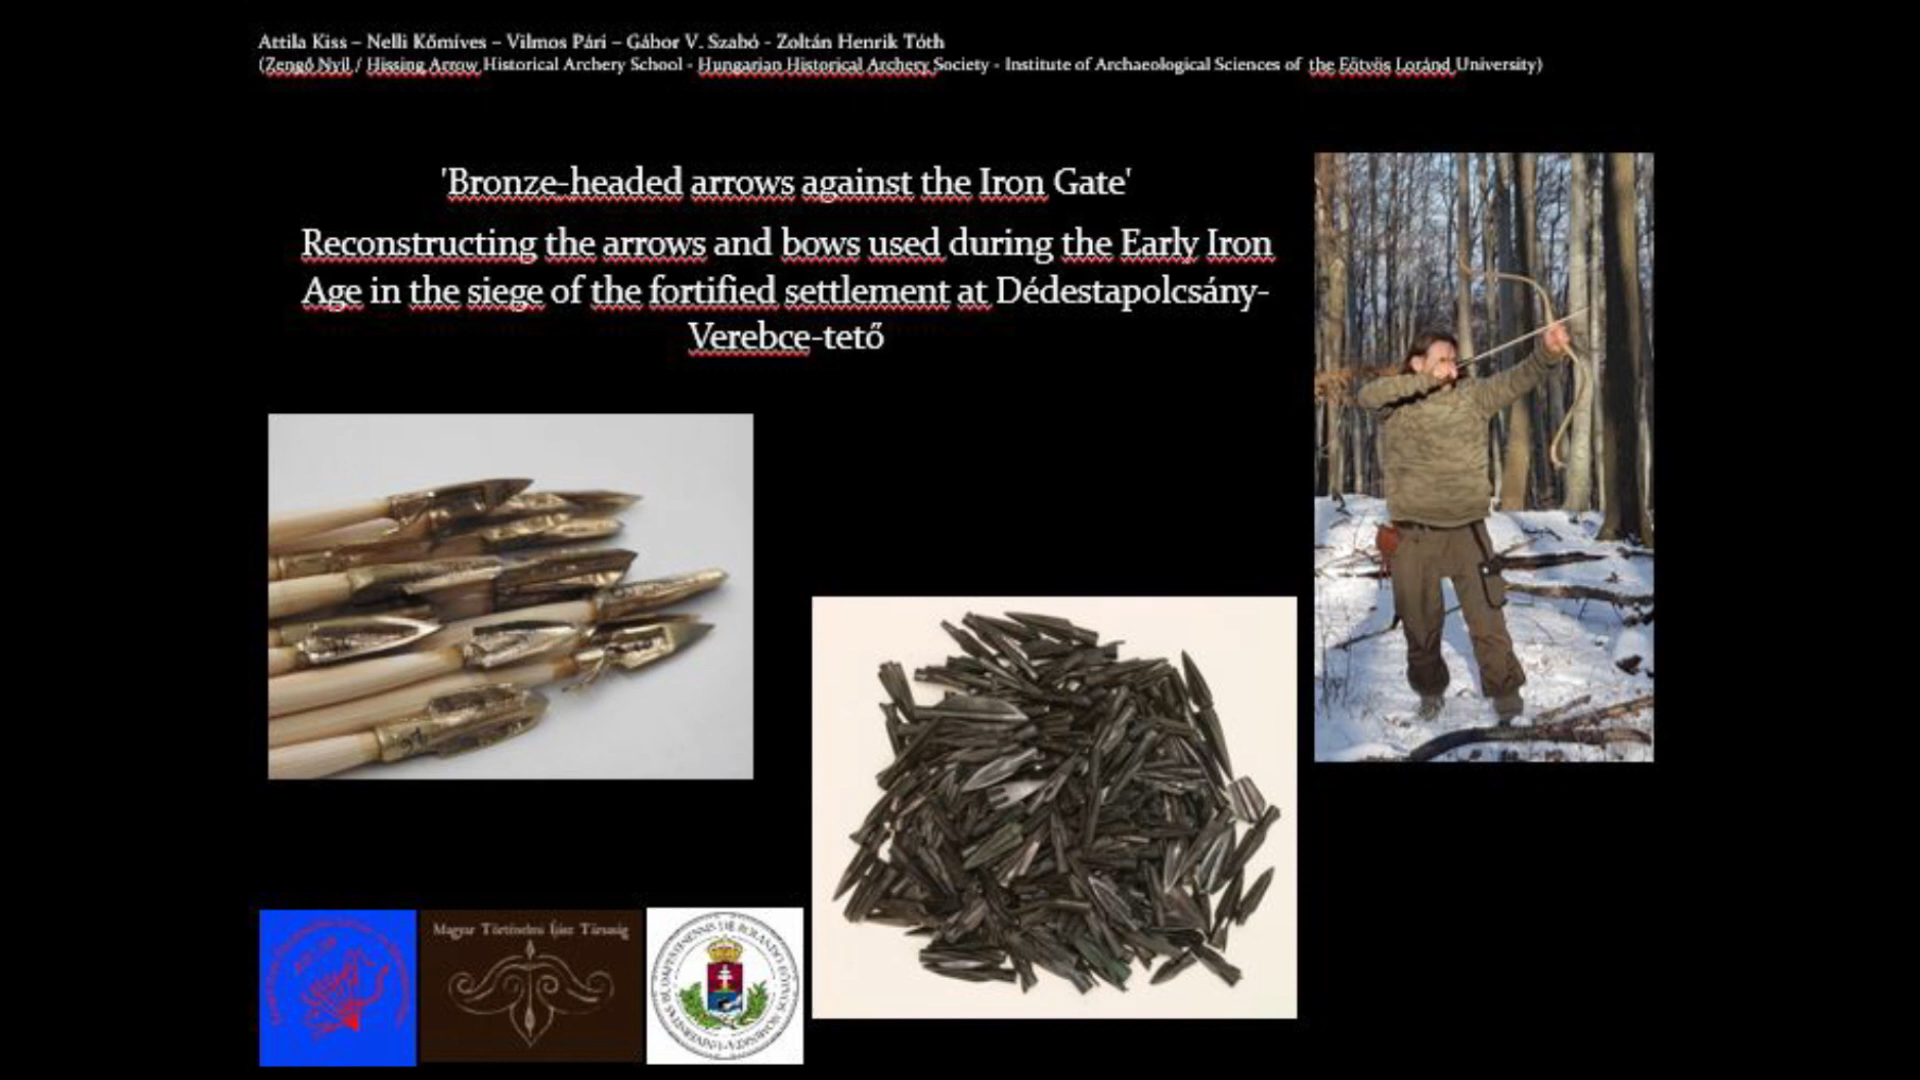 Attila Kiss – Nelli Kőmíves – Vilmos Pári – Gábor V. Szabó - Zoltán Henrik Tóth
(Zengő Nyíl / Hissing Arrow Historical Archery School - Hungarian Historical Archery Society - Institute of Archaeological Sciences of the Eötvös Loránd University)
'Bronze-headed arrows against the Iron Gate'
Reconstructing the arrows and bows used during the Early Iron
Age in the siege of the fortified settlement at Dédestapolcsány-
Verebce-tető
Magyar Történelmi Íjász Társaság